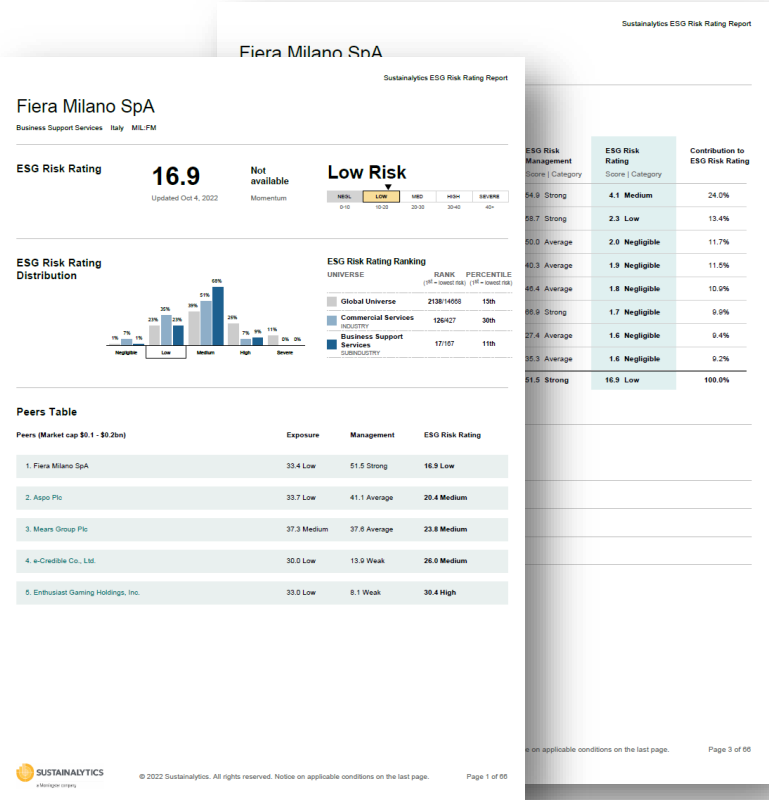 Sustainalytics ESG Risk Rating Report
Fiera Milano SpA
Sustainalytics ESG Risk Rating Report
Fiera Milano SpA
Business Support Services Italy MIL:FM
ESG Risk Rating
16.9
Updated Oct 4, 2022
Not available
Momentum
Low Risk
NEGL LOW MED HIGH SEVERE
0-10 10-20 20-30 30-40 40+
ESG Risk Rating Distribution
1% 7% 1% 23% 35% 23% 39% 51% 68% 26% 7% 9% 11% 0% 0%
Negligible Low Medium High Severe
ESG Risk Rating Ranking
UNIVERSE RANK PERCENTILE
(1st = lowest risk) (1st = lowest risk)
Global Universe 2138/14668 15th
Commercial Services 126/427 30th
INDUSTRY
Business Support Services 17/167 11th
SUBINDUSTRY
Peers Table
Peers (Market cap $0.1 - $0.2bn) Exposure Management ESG Risk Rating
1. Fiera Milano SpA 33.4 Low 51.5 Strong 16.9 Low
2. Aspo Plc 33.7 Low 41.1 Average 20.4 Medium
3. Mears Group Plc 37.3 Medium 37.6 Average 23.8 Medium
4. e-Credible Co., Ltd. 30.0 Low 13.9 Weak 26.0 Medium
5. Enthusiast Gaming Holdings, Inc. 33.0 Low 8.1 Weak 30.4 High
SUSTAINALYTICS
a Morningstar company
© 2022 Sustainalytics. All rights reserved. Notice on applicable conditions on the last page.
Page 1 of 66
ESG Risk Management ESG Risk Rating Contribution to ESG Risk Rating
Score | Category Score | Category
54.9 Strong 4.1 Medium 24.0%
58.7 Strong 2.3 Low 13.4%
50.0 Average 2.0 Negligible 11.7%
40.3 Average 1.9 Negligible 11.5%
46.4 Average 1.8 Negligible 10.9%
66.9 Strong 1.7 Negligible 9.9%
27.4 Average 1.6 Negligible 9.4%
35.3 Average 1.6 Negligible 9.2%
51.5 Strong 16.9 Low 100.0%
on applicable conditions on the last page.
Page 3 of 66